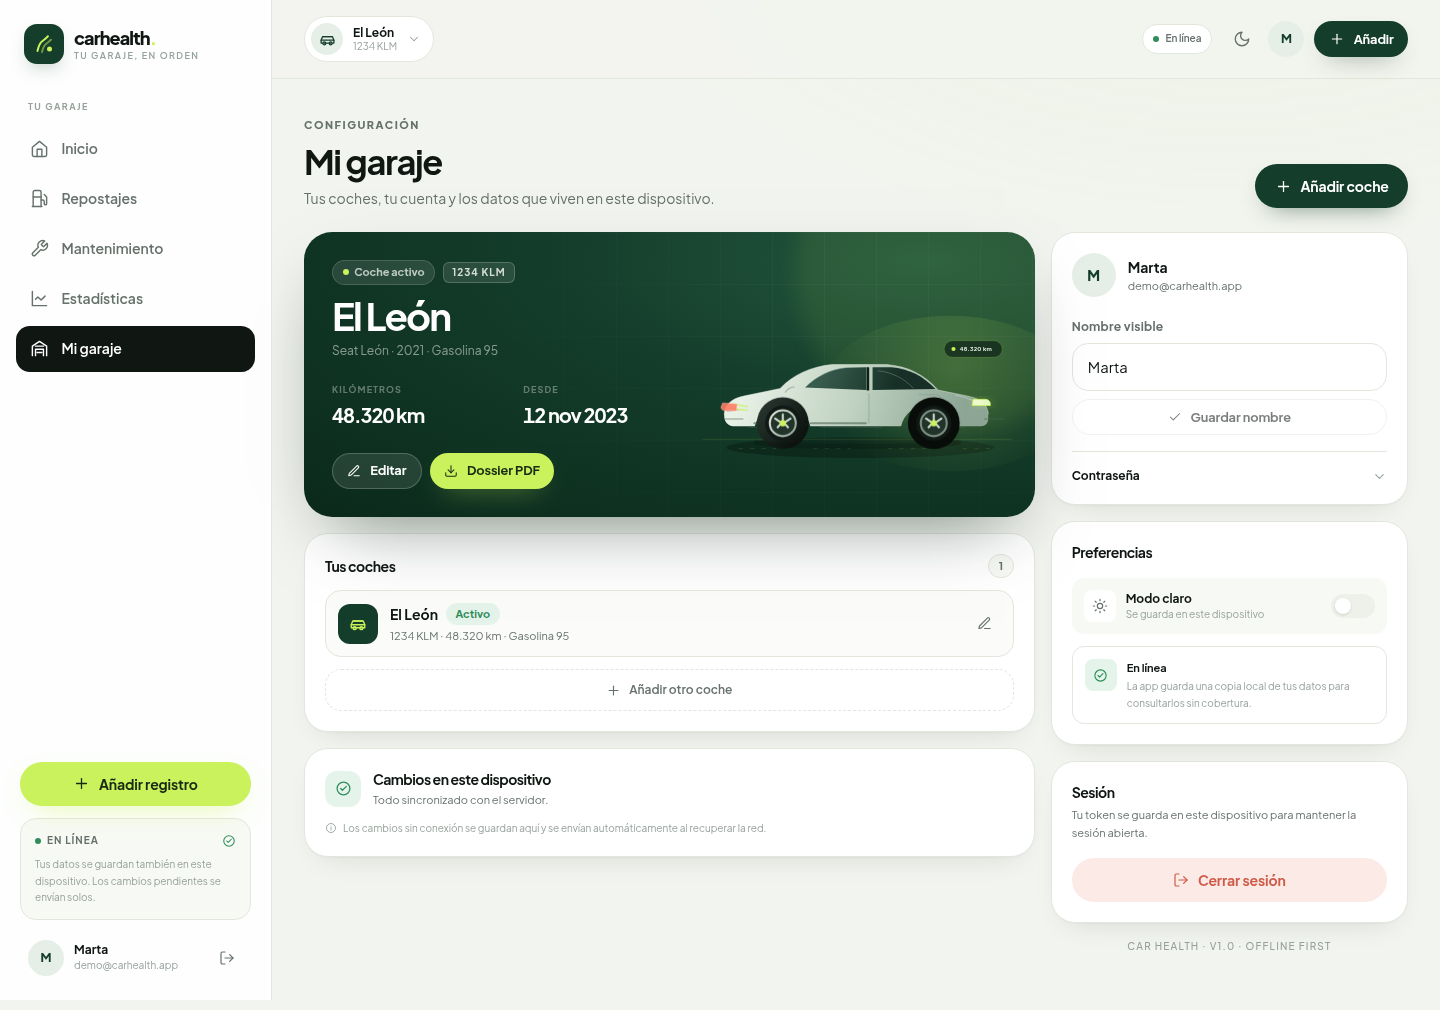 carhealth.
TU GARAJE, EN ORDEN
TU GARAJE
Inicio
Repostajes
Mantenimiento
Estadísticas
Mi garaje
Añadir registro
EN LÍNEA
Tus datos se guardan también en este
dispositivo. Los cambios pendientes se
envían solos.
M
Marta
demo@carhealth.app
El León
1234 KLM
En línea
M
Añadir
CONFIGURACIÓN
Mi garaje
Tus coches, tu cuenta y los datos que viven en este dispositivo.
Añadir coche
Coche activo
1234 KLM
El León
Seat León · 2021 · Gasolina 95
KILÓMETROS
DESDE
48.320 km
12 nov 2023
48.320 km
Editar
Dossier PDF
Tus coches
1
El León
Activo
1234 KLM · 48.320 km · Gasolina 95
Añadir otro coche
Cambios en este dispositivo
Todo sincronizado con el servidor.
Los cambios sin conexión se guardan aquí y se envían automáticamente al recuperar la red.
M
Marta
demo@carhealth.app
Nombre visible
Marta
Guardar nombre
Contraseña
Preferencias
Modo claro
Se guarda en este dispositivo
En línea
La app guarda una copia local de tus datos para
consultarlos sin cobertura.
Sesión
Tu token se guarda en este dispositivo para mantener la
sesión abierta.
Cerrar sesión
CAR HEALTH · V1.0 · OFFLINE FIRST